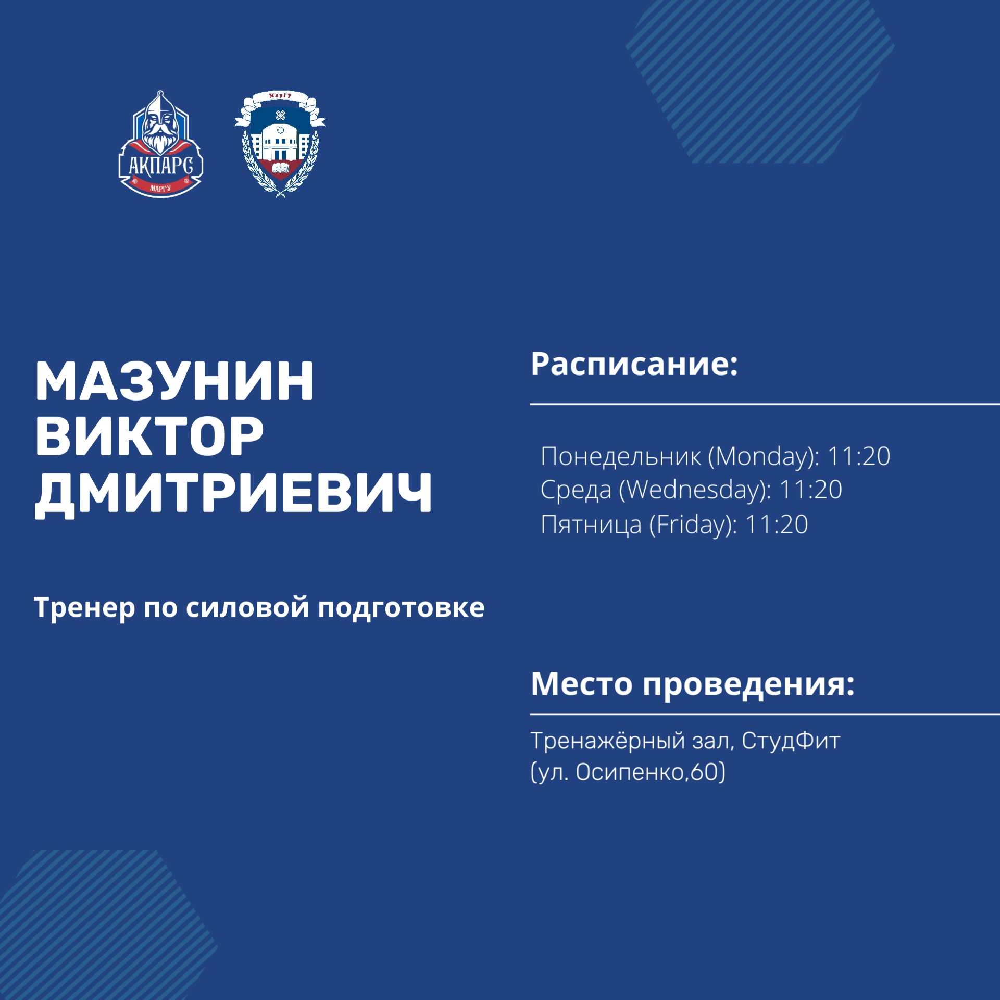 МарГУ
АКПАРС
МАРГУ
МАЗУНИН
ВИКТОР
ДМИТРИЕВИЧ
Тренер по силовой подготовке
Расписание:
Понедельник (Monday): 11:20
Среда (Wednesday): 11:20
Пятница (Friday): 11:20
Место проведения:
Тренажёрный зал, СтудФит
(ул. Осипенко,60)